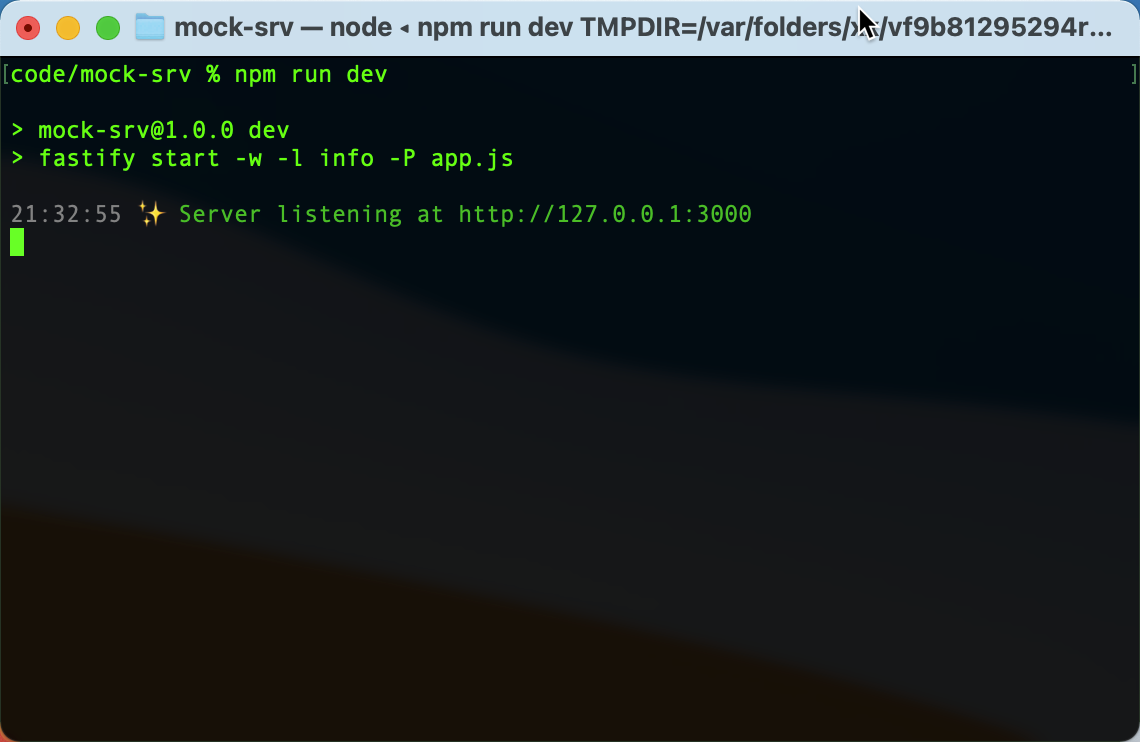 mock-srv — node ◂ npm run dev TMPDIR=/var/folders/ /vf9b81295294r…
[code/mock-srv % npm run dev ]
> mock-srv@1.0.0 dev
> fastify start -w -l info -P app.js
21:32:55 ✨ Server listening at http://127.0.0.1:3000